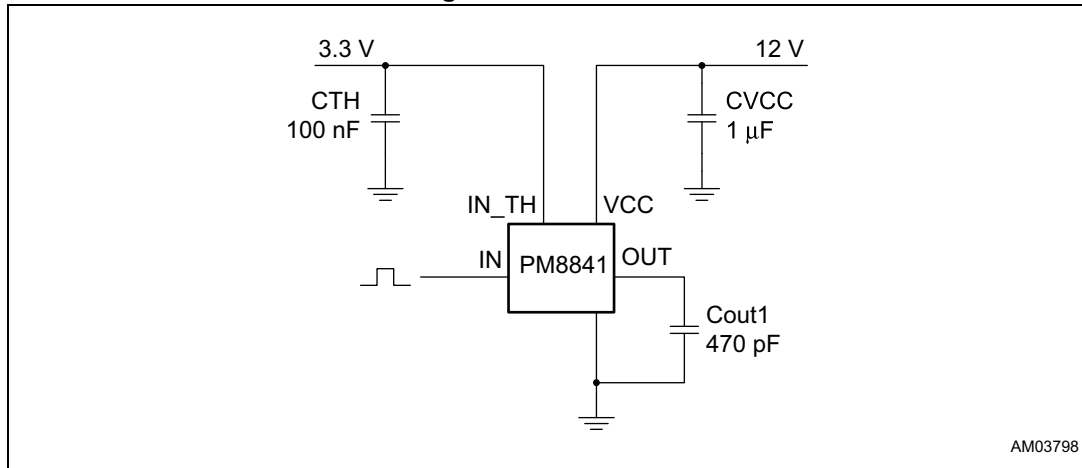 3.3 V
12 V
CTH
100 nF
CVCC
1 μF
IN_TH
VCC
IN
PM8841
OUT
Cout1
470 pF
AM03798